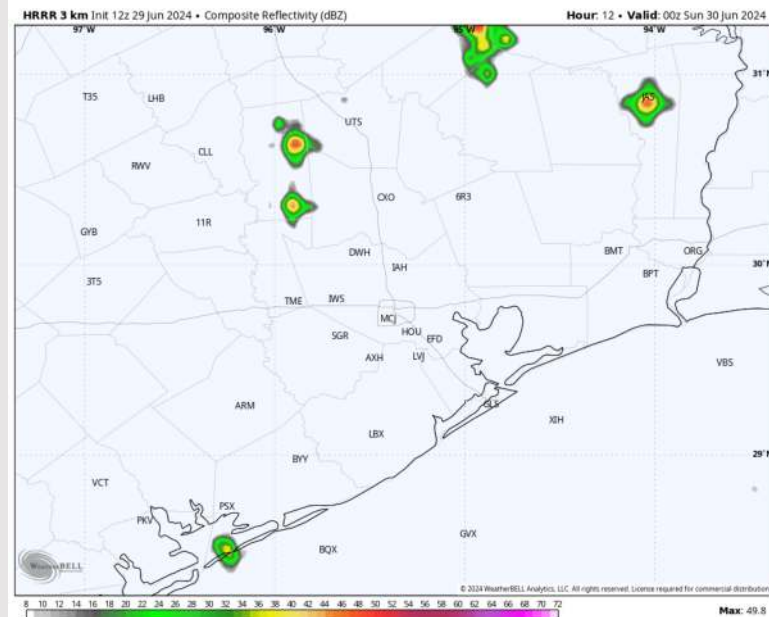 HRRR 3 km Init 12z 29 Jun 2024 • Composite Reflectivity (dBZ) Hour: 12 • Valid: 00z Sun 30 Jun 2024
97°W 96°W 95°W 94°W
31°N
T35 LHB JAS
UTS
CLL
RWV
CXO 6R3
11R
GYB
DWH BMT ORG
30°N
IAH
BPT
3T5
TME IWS
MCJ
HOU
SGR EFD
AXH LVJ VBS
ARM GLS
XIH
LBX
29°N
BYY
VCT
PSX
PKV
GVX
BQX
WEATHERBELL
© 2024 WeatherBELL Analytics, LLC. All rights reserved. License required for commercial distribution
8 10 12 14 16 18 20 22 24 26 28 30 32 34 36 38 40 42 44 46 48 50 52 54 56 58 60 62 64 66 68 70 72
Max: 49.8